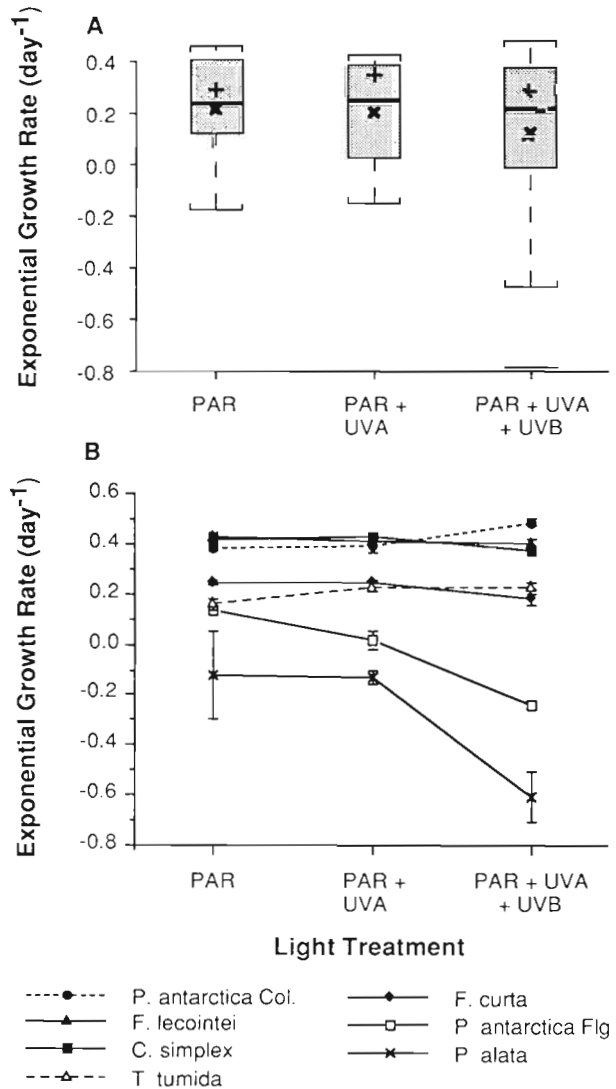 A
Exponential Growth Rate (day-1)
0.4
0.2
0.0
-0.2
-0.4
-0.6
-0.8
PAR
PAR +
UVA
PAR + UVA
+ UVB
B
Exponential Growth Rate (day-1)
0.6
0.4
0.2
0.0
-0.2
-0.4
-0.6
-0.8
PAR
PAR +
UVA
PAR + UVA
+ UVB
Light Treatment
P. antarctica Col.
F. lecointei
C. simplex
T tumida
F. curta
P antarctica Flg
P alata